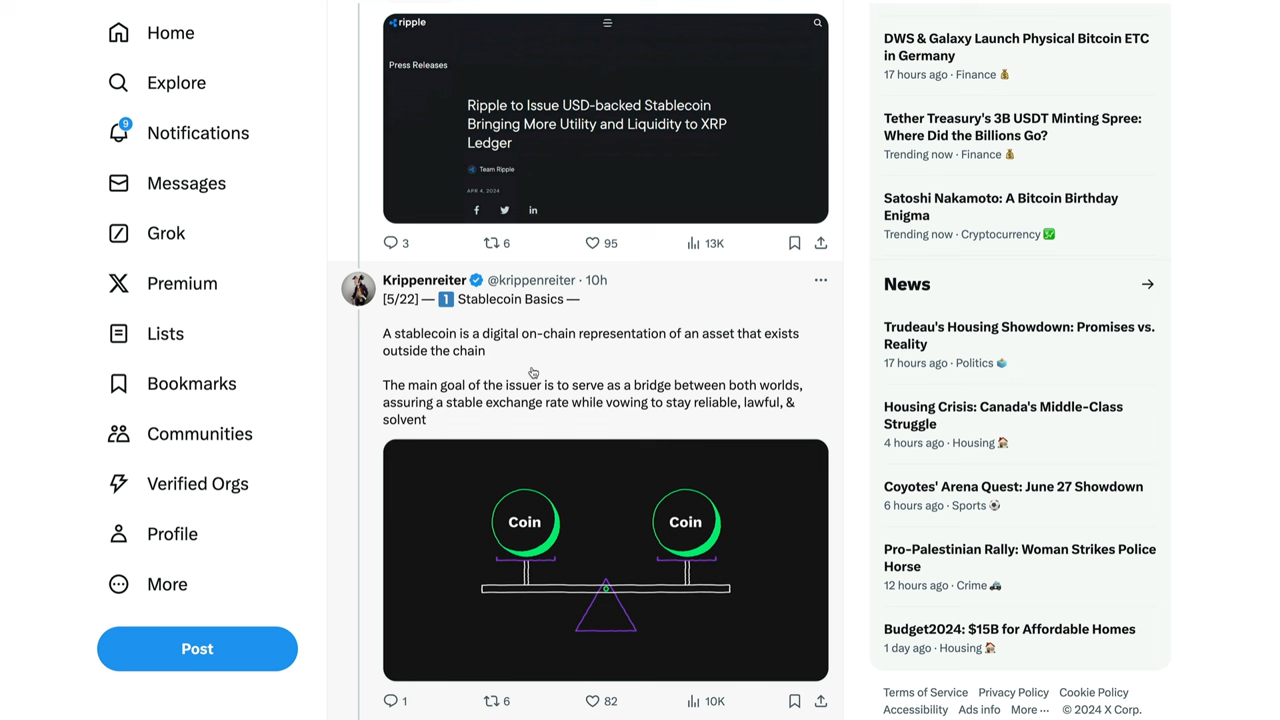 Home
Explore
9
Notifications
Messages
Grok
Premium
Lists
Bookmarks
Communities
Verified Orgs
Profile
More
Post
ripple
Press Releases
Ripple to Issue USD-backed Stablecoin
Bringing More Utility and Liquidity to XRP
Ledger
Team Ripple
APR 4, 2024
3 6 95 13K
Krippenreiter @krippenreiter · 10h
[5/22] — 1 Stablecoin Basics —
A stablecoin is a digital on-chain representation of an asset that exists
outside the chain
The main goal of the issuer is to serve as a bridge between both worlds,
assuring a stable exchange rate while vowing to stay reliable, lawful, &
solvent
Coin Coin
1 6 82 10K
DWS & Galaxy Launch Physical Bitcoin ETC
in Germany
17 hours ago · Finance 💰
Tether Treasury's 3B USDT Minting Spree:
Where Did the Billions Go?
Trending now · Finance 💰
Satoshi Nakamoto: A Bitcoin Birthday
Enigma
Trending now · Cryptocurrency 💹
News
Trudeau's Housing Showdown: Promises vs.
Reality
17 hours ago · Politics 🗳️
Housing Crisis: Canada's Middle-Class
Struggle
4 hours ago · Housing 🏠
Coyotes' Arena Quest: June 27 Showdown
6 hours ago · Sports ⚽
Pro-Palestinian Rally: Woman Strikes Police
Horse
12 hours ago · Crime 🚓
Budget2024: $15B for Affordable Homes
1 day ago · Housing 🏠
Terms of Service Privacy Policy Cookie Policy
Accessibility Ads info More ··· © 2024 X Corp.